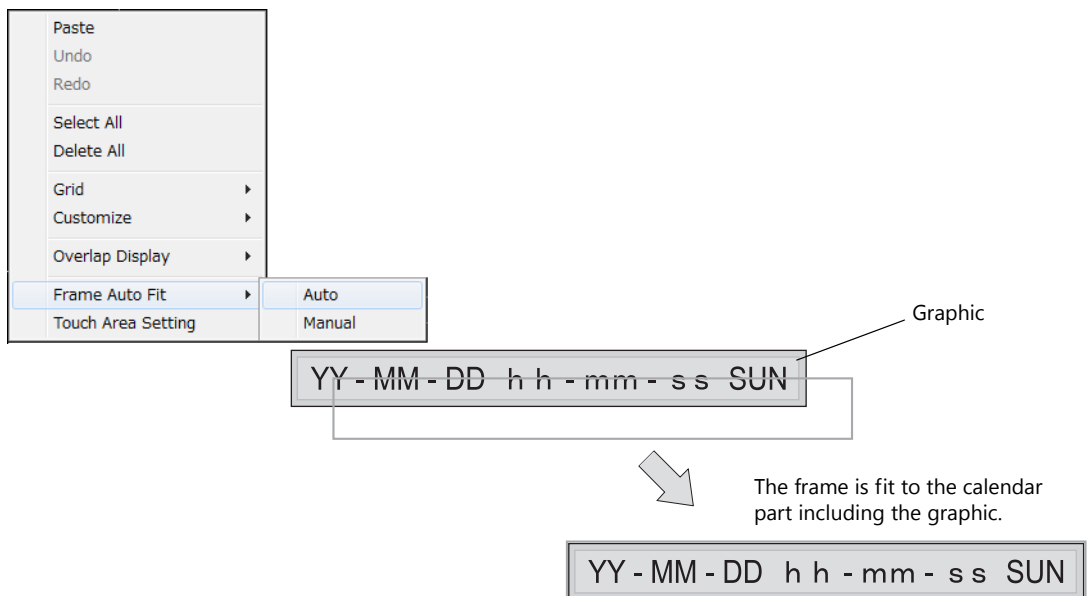 Paste
Undo
Redo
Select All
Delete All
Grid
Customize
Overlap Display
Frame Auto Fit
Touch Area Setting
Auto
Manual
Graphic
YY - MM - DD h h - mm - s s SUN
The frame is fit to the calendar
part including the graphic.
YY - MM - DD h h - mm - s s SUN